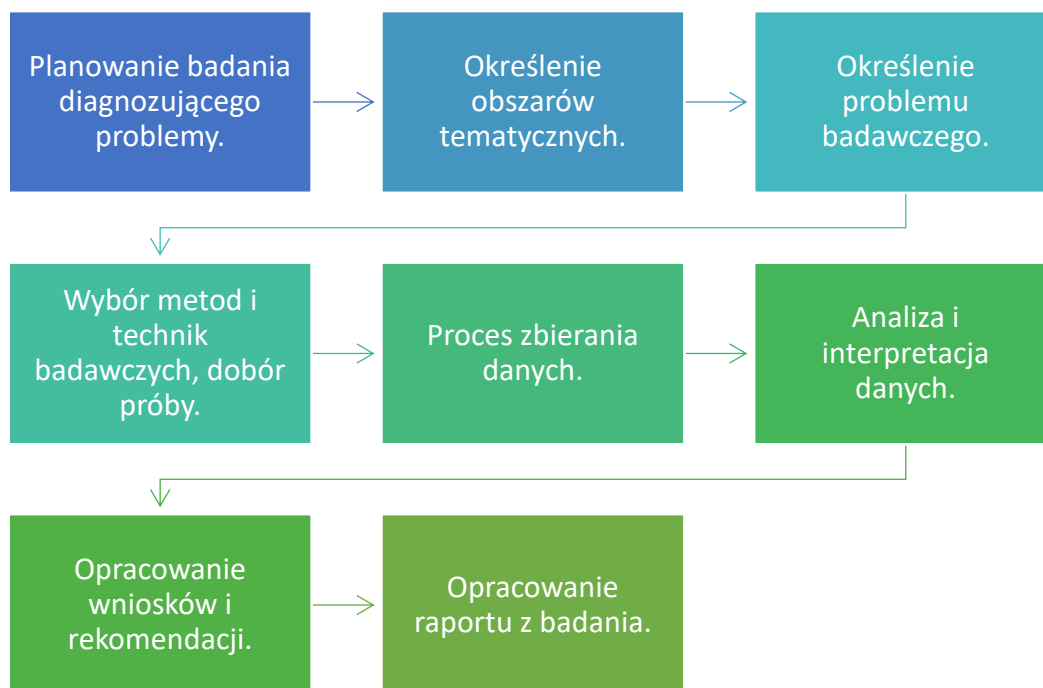 Planowanie badania
diagnozującego
problemy.
Określenie
obszarów
tematycznych.
Określenie
problemu
badawczego.
Wybór metod i
technik
badawczych, dobór
próby.
Proces zbierania
danych.
Analiza i
interpretacja
danych.
Opracowanie
wniosków i
rekomendacji.
Opracowanie
raportu z badania.